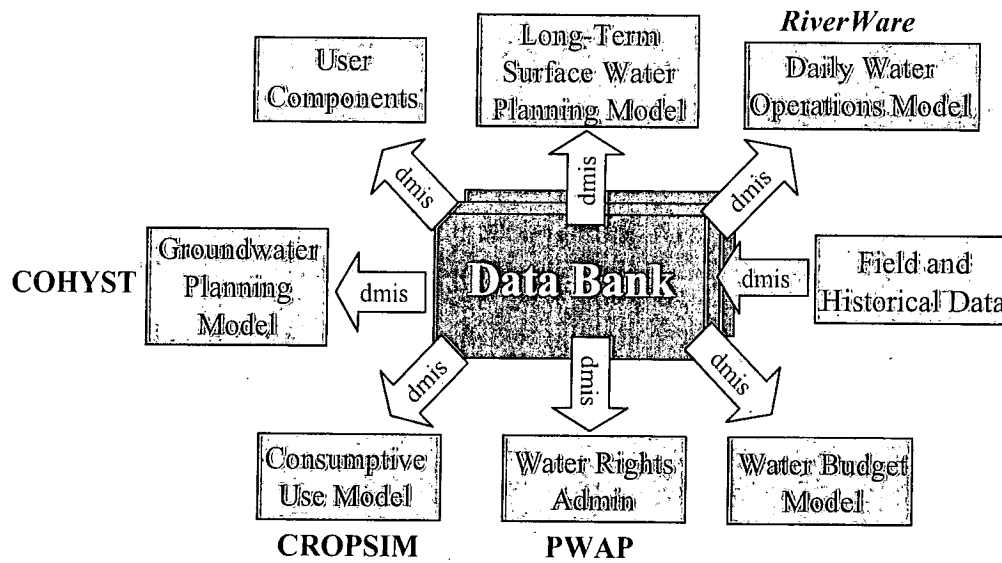 RiverWare
User
Components
Long-Term
Surface Water
Planning Model
Daily Water
Operations Model
dmis
dmis
dmis
COHYST
Groundwater
Planning
Model
dmis
Data Bank
dmis
Field and
Historical Data
dmis
dmis
dmis
Consumptive
Use Model
Water Rights
Admin
Water Budget
Model
CROPSIM
PWAP